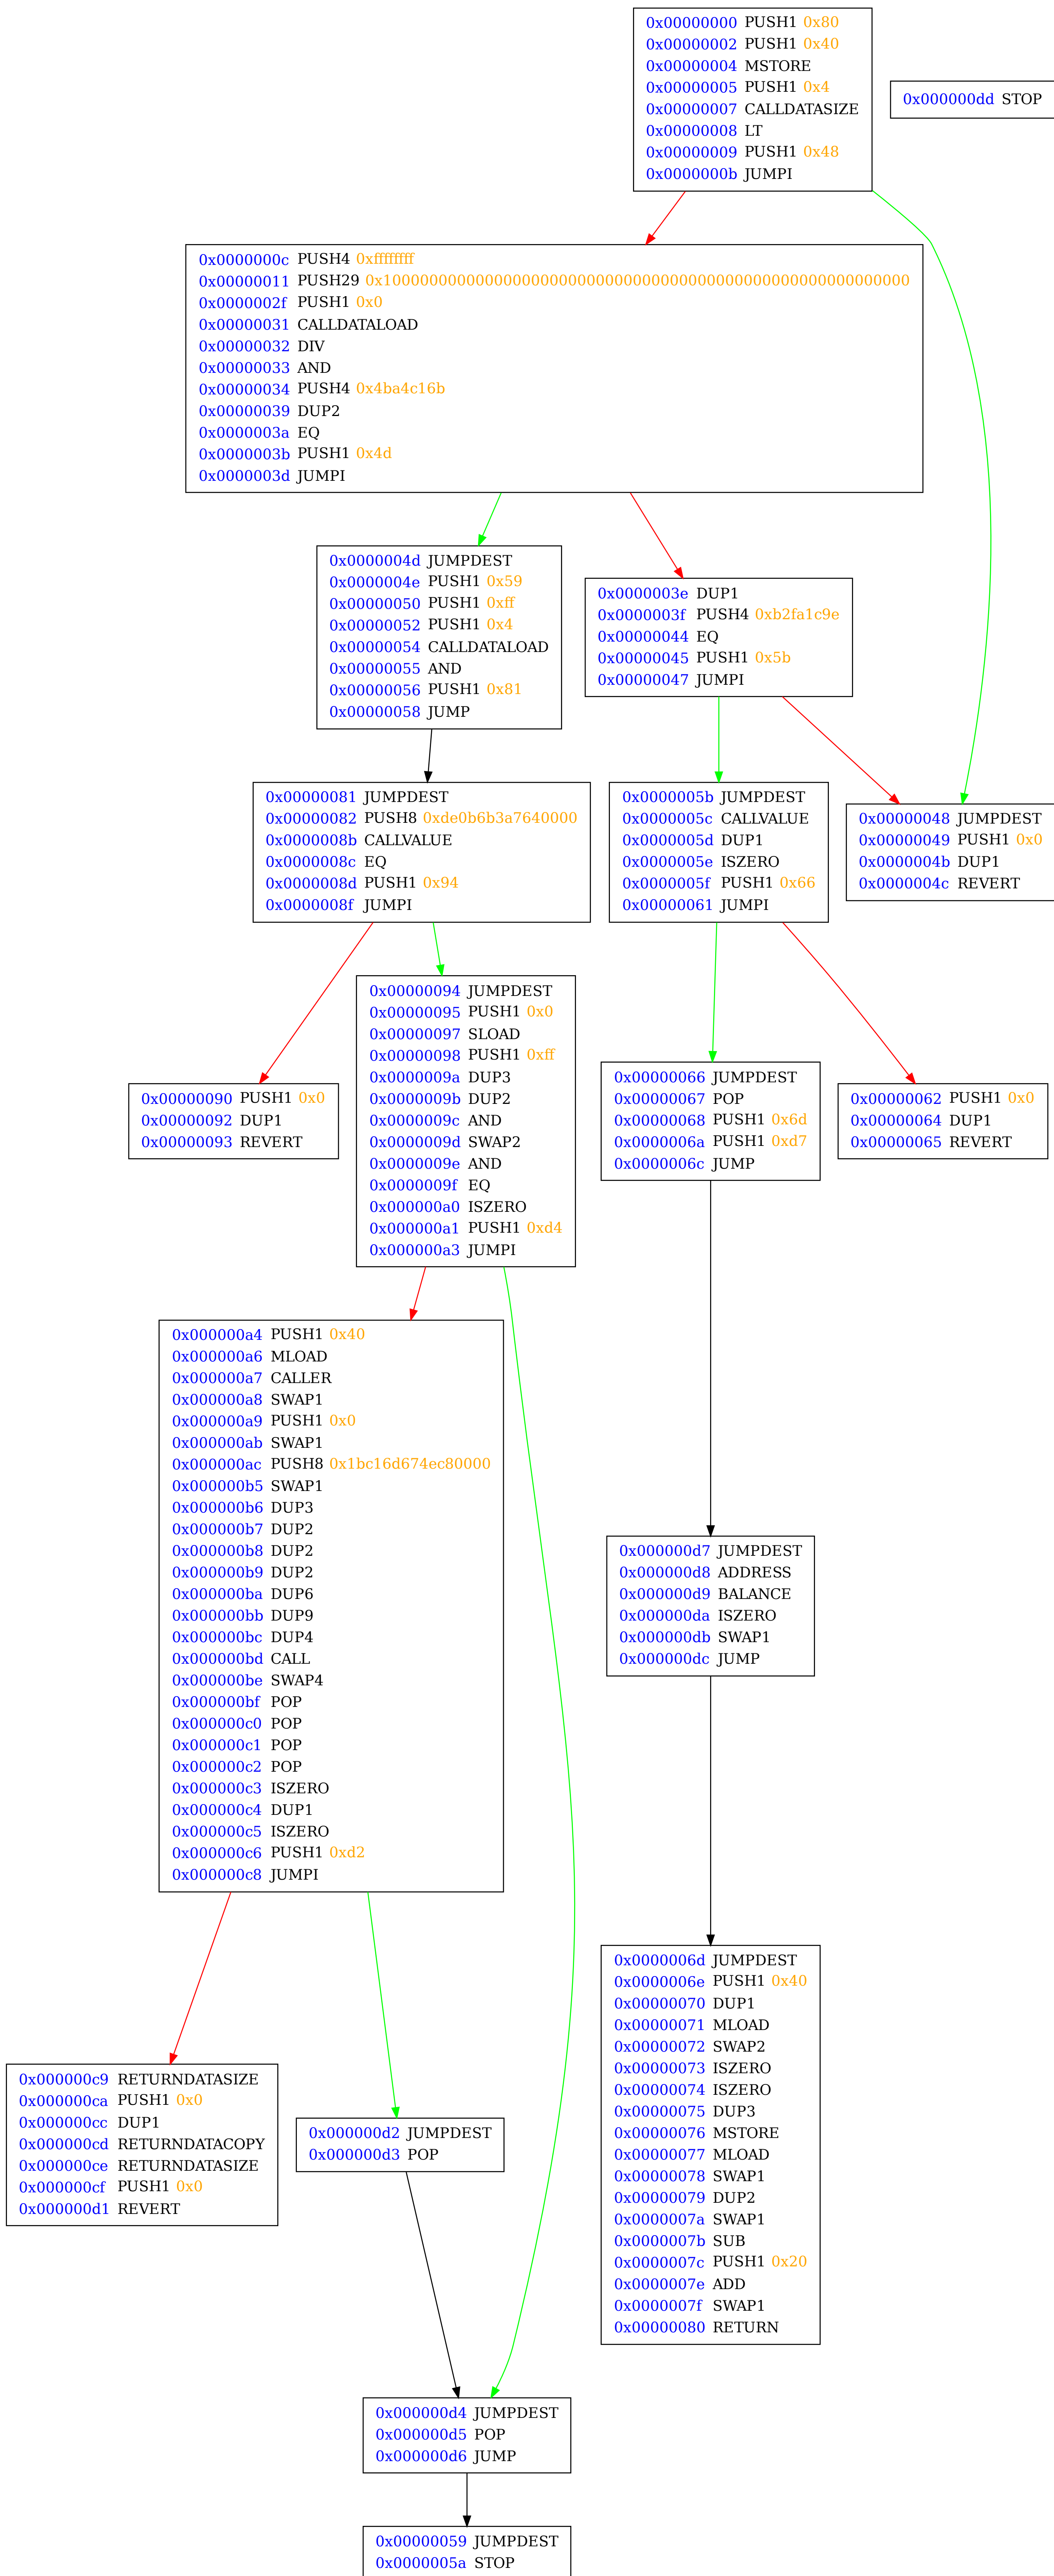 0x00000000 PUSH1 0x80
0x00000002 PUSH1 0x40
0x00000004 MSTORE
0x00000005 PUSH1 0x4
0x00000007 CALLDATASIZE
0x00000008 LT
0x00000009 PUSH1 0x48
0x0000000b JUMPI
0x000000dd STOP
0x0000000c PUSH4 0xffffffff
0x00000011 PUSH29 0x100000000000000000000000000000000000000000000000000000000
0x0000002f PUSH1 0x0
0x00000031 CALLDATALOAD
0x00000032 DIV
0x00000033 AND
0x00000034 PUSH4 0x4ba4c16b
0x00000039 DUP2
0x0000003a EQ
0x0000003b PUSH1 0x4d
0x0000003d JUMPI
0x0000004d JUMPDEST
0x0000004e PUSH1 0x59
0x00000050 PUSH1 0xff
0x00000052 PUSH1 0x4
0x00000054 CALLDATALOAD
0x00000055 AND
0x00000056 PUSH1 0x81
0x00000058 JUMP
0x0000003e DUP1
0x0000003f PUSH4 0xb2fa1c9e
0x00000044 EQ
0x00000045 PUSH1 0x5b
0x00000047 JUMPI
0x00000081 JUMPDEST
0x00000082 PUSH8 0xde0b6b3a7640000
0x0000008b CALLVALUE
0x0000008c EQ
0x0000008d PUSH1 0x94
0x0000008f JUMPI
0x0000005b JUMPDEST
0x0000005c CALLVALUE
0x0000005d DUP1
0x0000005e ISZERO
0x0000005f PUSH1 0x66
0x00000061 JUMPI
0x00000048 JUMPDEST
0x00000049 PUSH1 0x0
0x0000004b DUP1
0x0000004c REVERT
0x00000090 PUSH1 0x0
0x00000092 DUP1
0x00000093 REVERT
0x00000094 JUMPDEST
0x00000095 PUSH1 0x0
0x00000097 SLOAD
0x00000098 PUSH1 0xff
0x0000009a DUP3
0x0000009b DUP2
0x0000009c AND
0x0000009d SWAP2
0x0000009e AND
0x0000009f EQ
0x000000a0 ISZERO
0x000000a1 PUSH1 0xd4
0x000000a3 JUMPI
0x00000066 JUMPDEST
0x00000067 POP
0x00000068 PUSH1 0x6d
0x0000006a PUSH1 0xd7
0x0000006c JUMP
0x00000062 PUSH1 0x0
0x00000064 DUP1
0x00000065 REVERT
0x000000a4 PUSH1 0x40
0x000000a6 MLOAD
0x000000a7 CALLER
0x000000a8 SWAP1
0x000000a9 PUSH1 0x0
0x000000ab SWAP1
0x000000ac PUSH8 0x1bc16d674ec80000
0x000000b5 SWAP1
0x000000b6 DUP3
0x000000b7 DUP2
0x000000b8 DUP2
0x000000b9 DUP2
0x000000ba DUP6
0x000000bb DUP9
0x000000bc DUP4
0x000000bd CALL
0x000000be SWAP4
0x000000bf POP
0x000000c0 POP
0x000000c1 POP
0x000000c2 POP
0x000000c3 ISZERO
0x000000c4 DUP1
0x000000c5 ISZERO
0x000000c6 PUSH1 0xd2
0x000000c8 JUMPI
0x000000d7 JUMPDEST
0x000000d8 ADDRESS
0x000000d9 BALANCE
0x000000da ISZERO
0x000000db SWAP1
0x000000dc JUMP
0x0000006d JUMPDEST
0x0000006e PUSH1 0x40
0x00000070 DUP1
0x00000071 MLOAD
0x00000072 SWAP2
0x00000073 ISZERO
0x00000074 ISZERO
0x00000075 DUP3
0x00000076 MSTORE
0x00000077 MLOAD
0x00000078 SWAP1
0x00000079 DUP2
0x0000007a SWAP1
0x0000007b SUB
0x0000007c PUSH1 0x20
0x0000007e ADD
0x0000007f SWAP1
0x00000080 RETURN
0x000000c9 RETURNDATASIZE
0x000000ca PUSH1 0x0
0x000000cc DUP1
0x000000cd RETURNDATACOPY
0x000000ce RETURNDATASIZE
0x000000cf PUSH1 0x0
0x000000d1 REVERT
0x000000d2 JUMPDEST
0x000000d3 POP
0x000000d4 JUMPDEST
0x000000d5 POP
0x000000d6 JUMP
0x00000059 JUMPDEST
0x0000005a STOP